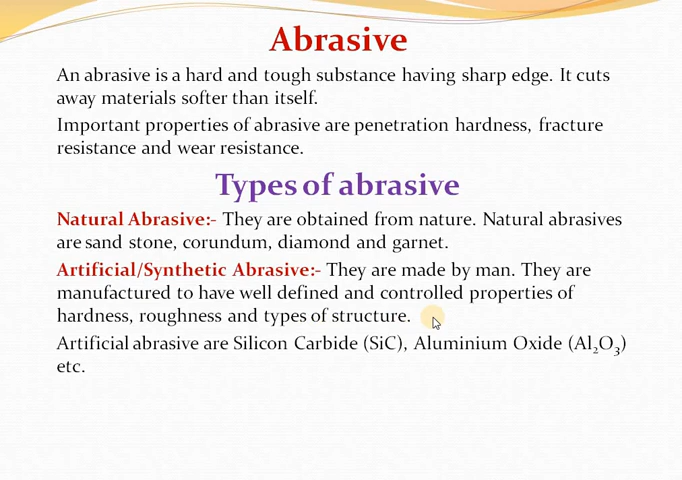 Abrasive
An abrasive is a hard and tough substance having sharp edge. It cuts
away materials softer than itself.
Important properties of abrasive are penetration hardness, fracture
resistance and wear resistance.
Types of abrasive
Natural Abrasive:- They are obtained from nature. Natural abrasives
are sand stone, corundum, diamond and garnet.
Artificial/Synthetic Abrasive:- They are made by man. They are
manufactured to have well defined and controlled properties of
hardness, roughness and types of structure.
Artificial abrasive are Silicon Carbide (SiC), Aluminium Oxide (Al₂O₃)
etc.